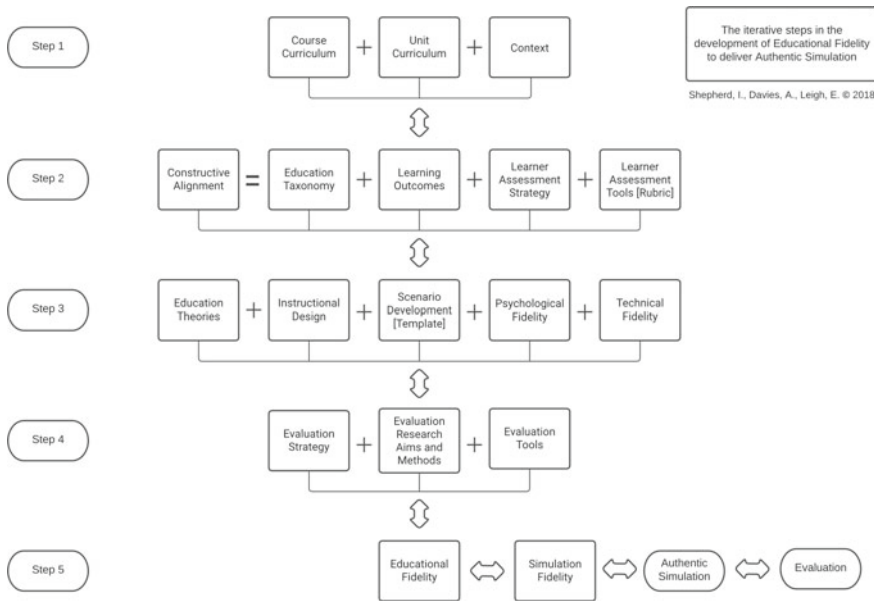 The iterative steps in the
development of Educational Fidelity
to deliver Authentic Simulation
Shepherd, I., Davies, A., Leigh, E. © 2018
Step 1
Course
Curriculum
+
Unit
Curriculum
+
Context
Step 2
Constructive
Alignment
=
Education
Taxonomy
+
Learning
Outcomes
+
Learner
Assessment
Strategy
+
Learner
Assessment
Tools [Rubric]
Step 3
Education
Theories
+
Instructional
Design
+
Scenario
Development
[Template]
+
Psychological
Fidelity
+
Technical
Fidelity
Step 4
Evaluation
Strategy
+
Evaluation
Research
Aims and
Methods
+
Evaluation
Tools
Step 5
Educational
Fidelity
Simulation
Fidelity
Authentic
Simulation
Evaluation